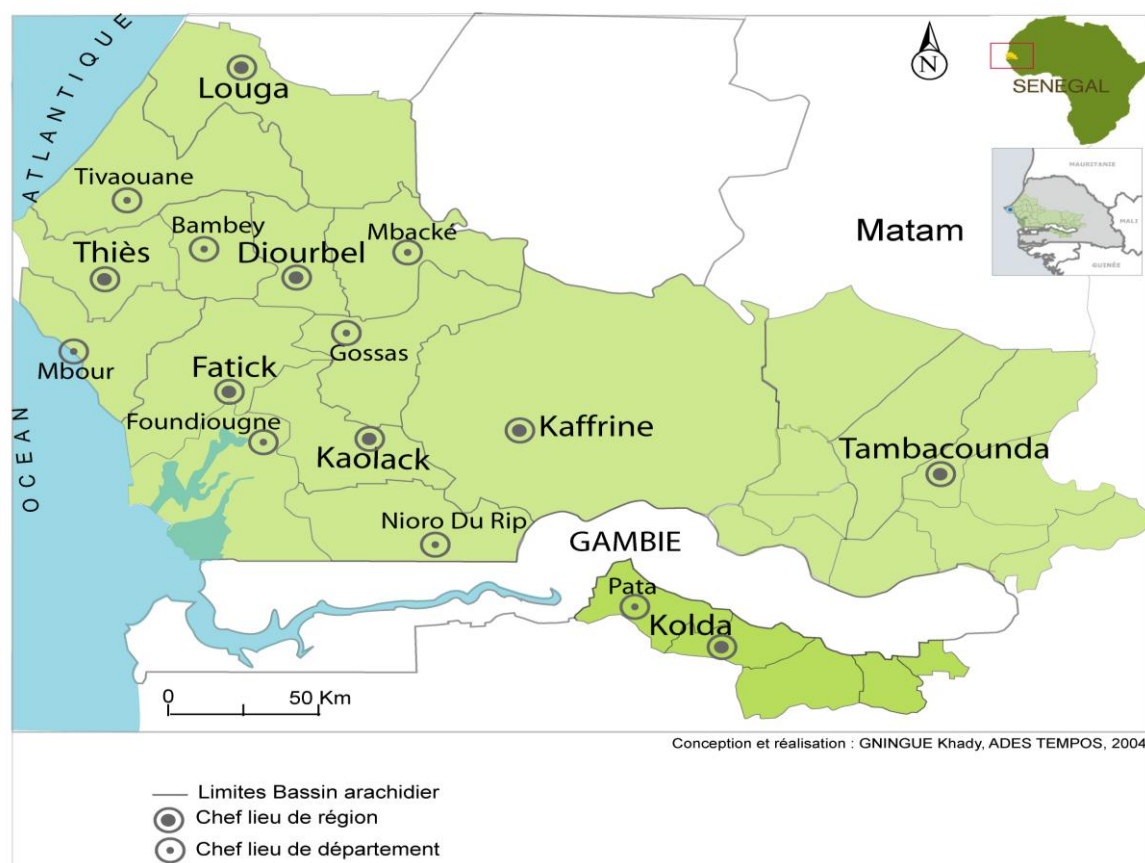 ATLANTIQUE
OCEAN
Louga
Tivaouane
Bambey
Mbacké
Thiès
Diourbel
Matam
Mbour
Gossas
Fatick
Foundiougne
Kaolack
Kaffrine
Tambacounda
Nioro Du Rip
GAMBIE
Pata
Kolda
N
SENEGAL
MAURITANIE
MALI
GUINÉE
0 50 Km
Conception et réalisation : GNINGUE Khady, ADES TEMPOS, 2004
Limites Bassin arachidier
Chef lieu de région
Chef lieu de département